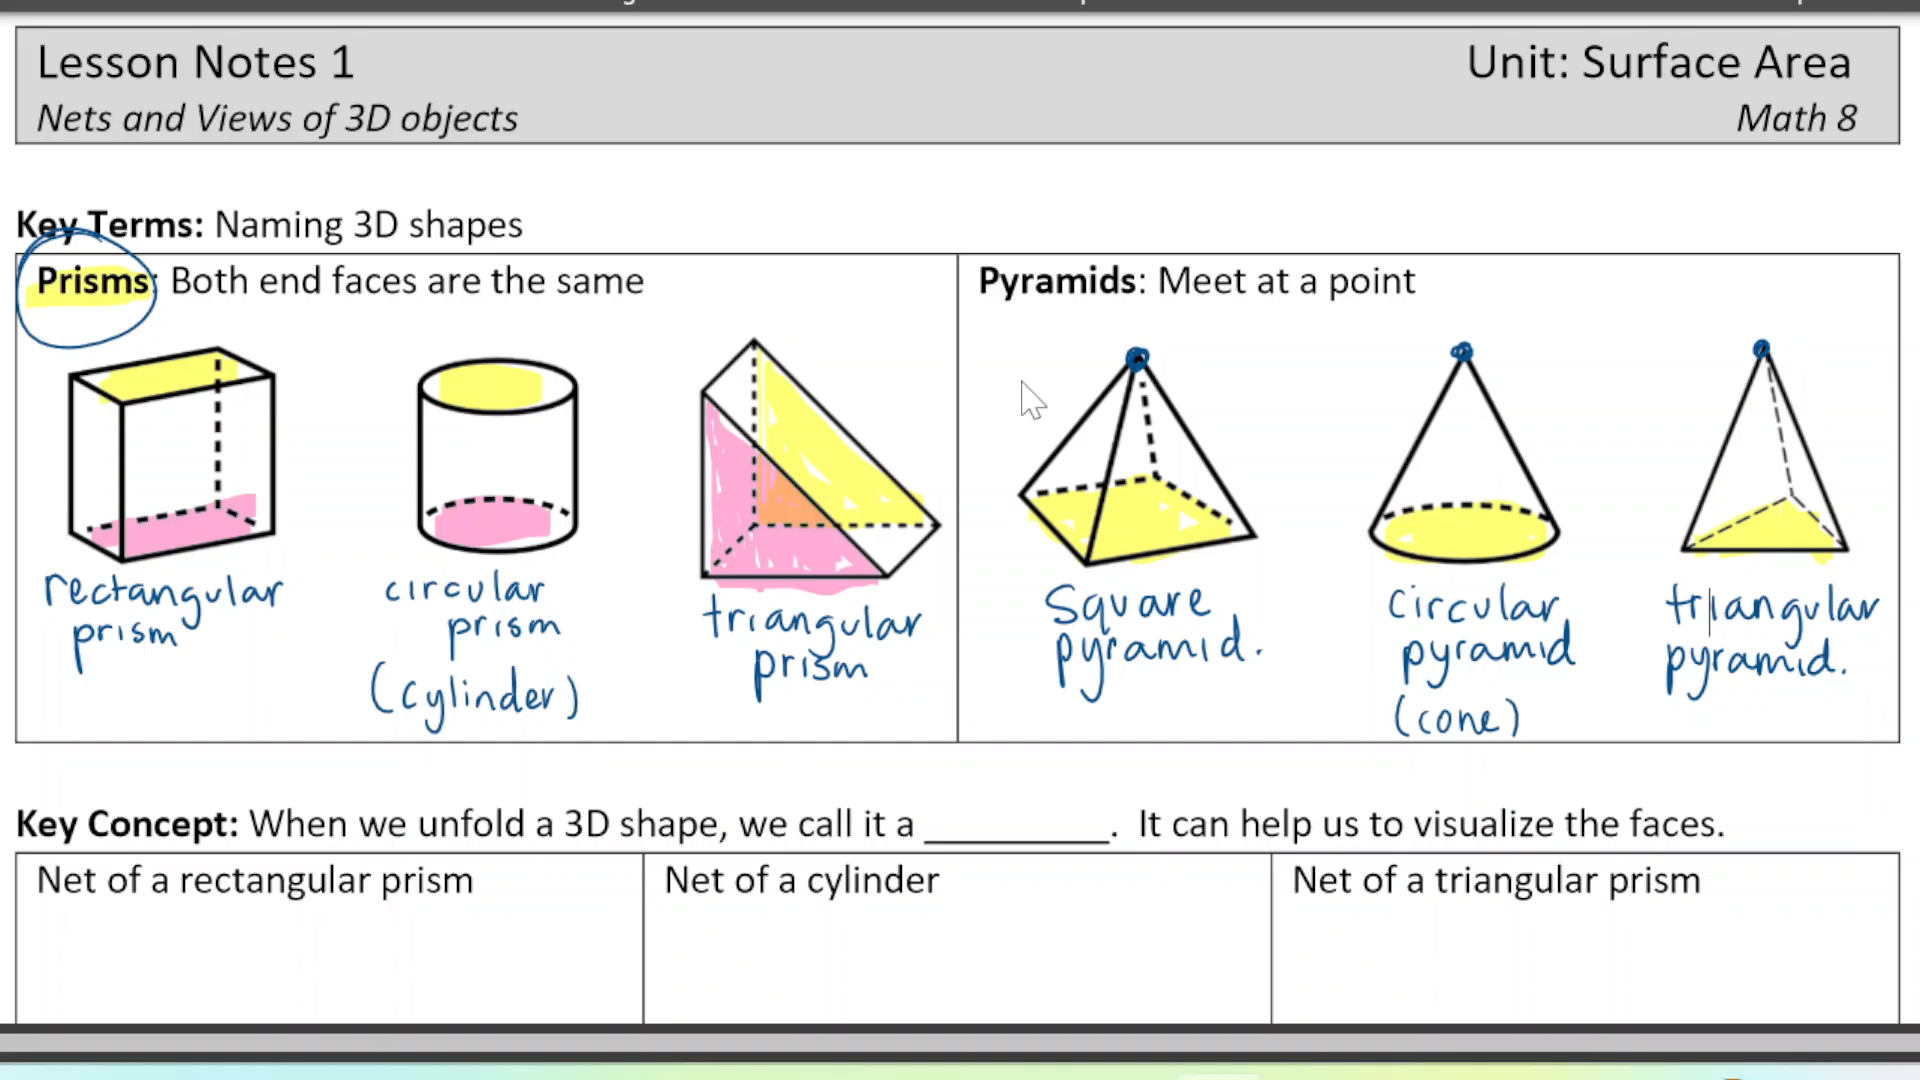 Lesson Notes 1
Unit: Surface Area
Nets and Views of 3D objects
Math 8
Key Terms: Naming 3D shapes
Prisms: Both end faces are the same
rectangular
prism
circular
prism
(cylinder)
triangular
prism
Pyramids: Meet at a point
Square
pyramid.
circular
pyramid
(cone)
triangular
pyramid.
Key Concept: When we unfold a 3D shape, we call it a _________. It can help us to visualize the faces.
Net of a rectangular prism
Net of a cylinder
Net of a triangular prism